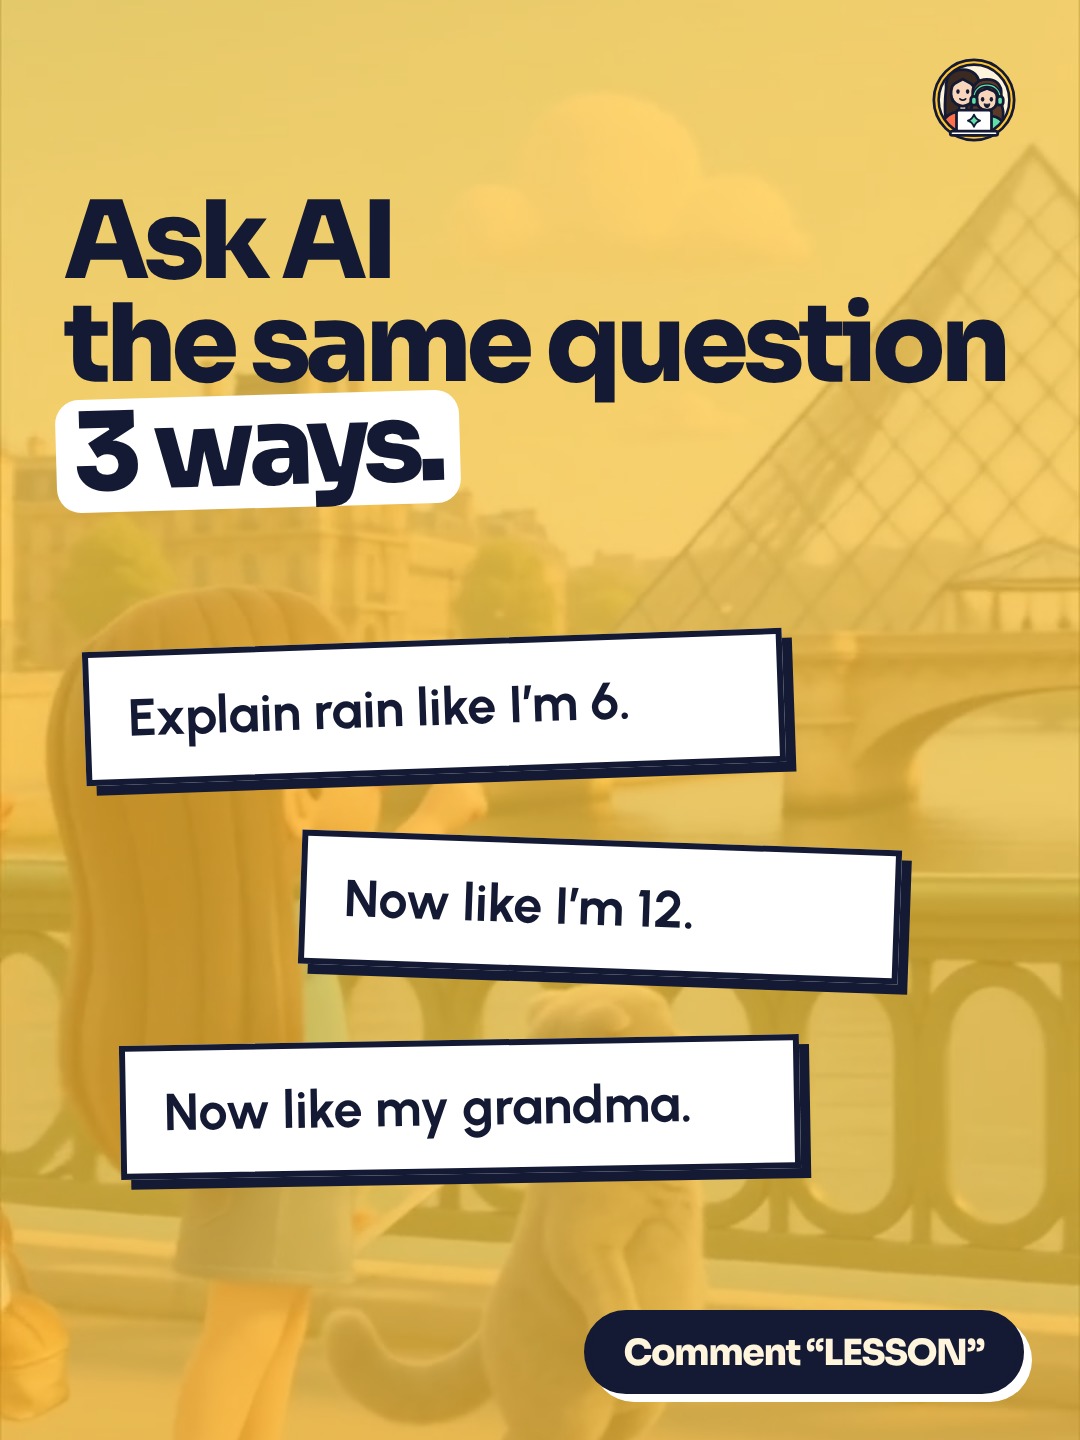 Ask AI
the same question
3 ways.
Explain rain like I’m 6.
Now like I’m 12.
Now like my grandma.
Comment “LESSON”